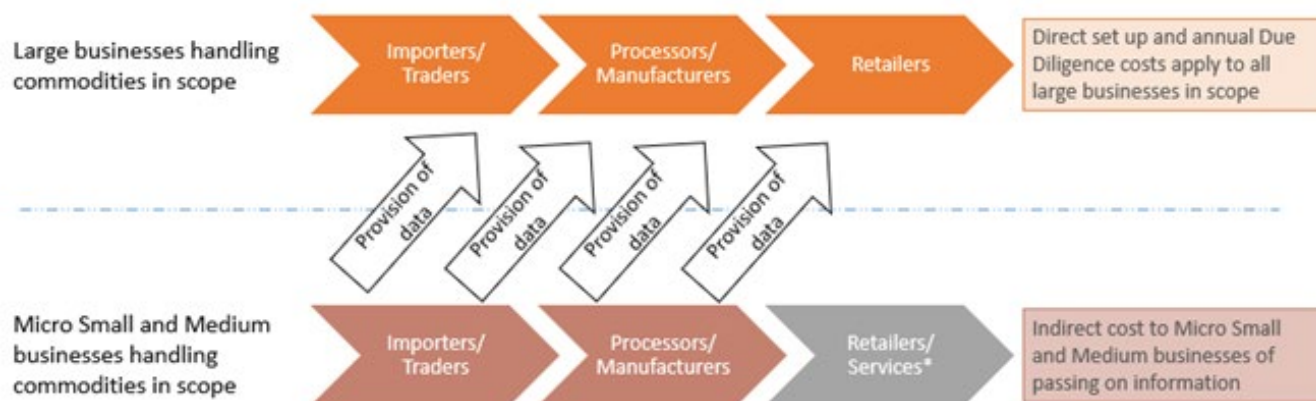 Large businesses handling
commodities in scope
Importers/
Traders
Processors/
Manufacturers
Retailers
Direct set up and annual Due
Diligence costs apply to all
large businesses in scope
Provision of
data
Provision of
data
Provision of
data
Provision of
data
Micro Small and Medium
businesses handling
commodities in scope
Importers/
Traders
Processors/
Manufacturers
Retailers/
Services*
Indirect cost to Micro Small
and Medium businesses of
passing on information